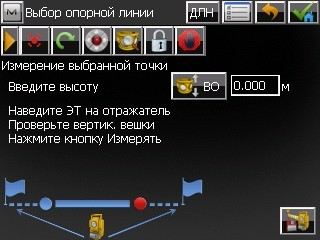 M Выбор опорной линии ДЛН
Измерение выбранной точки
Введите высоту ВО 0.000 м
Наведите ЭТ на отражатель
Проверьте вертик. вешки
Нажмите кнопку Измерять